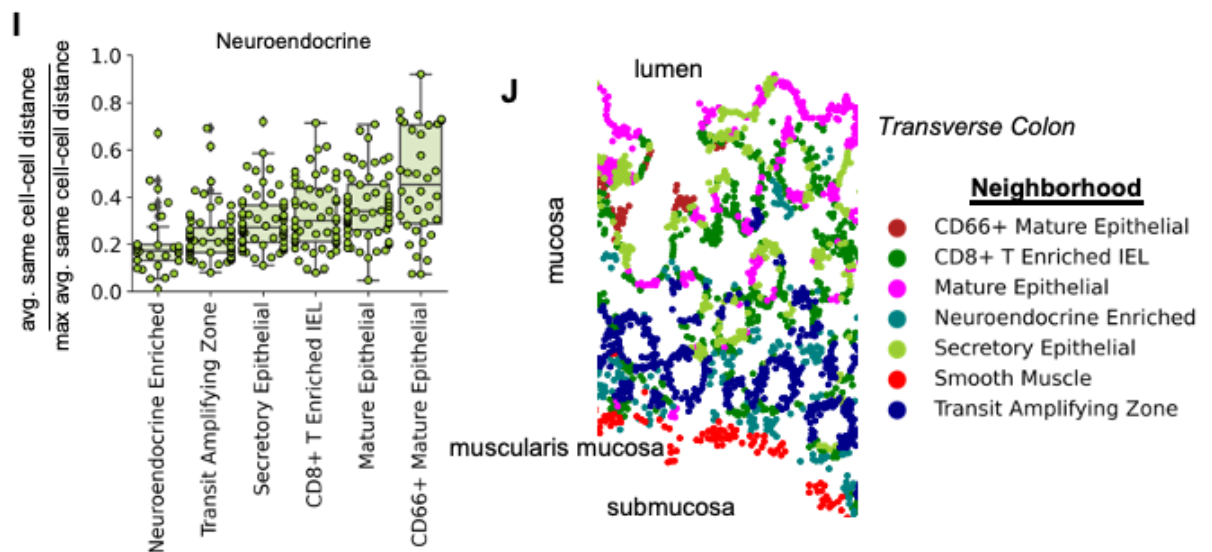 I
Neuroendocrine
avg. same cell-cell distance
max avg. same cell-cell distance
1.0
0.8
0.6
0.4
0.2
0.0
Neuroendocrine Enriched
Transit Amplifying Zone
Secretory Epithelial
CD8+ T Enriched IEL
Mature Epithelial
CD66+ Mature Epithelial
J
lumen
mucosa
muscularis mucosa
submucosa
Transverse Colon
Neighborhood
CD66+ Mature Epithelial
CD8+ T Enriched IEL
Mature Epithelial
Neuroendocrine Enriched
Secretory Epithelial
Smooth Muscle
Transit Amplifying Zone